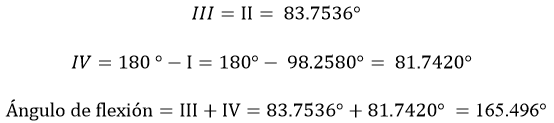 III = II = 83.7536°
IV = 180 ° − I = 180° − 98.2580° = 81.7420°
Ángulo de flexión = III + IV = 83.7536° + 81.7420° = 165.496°